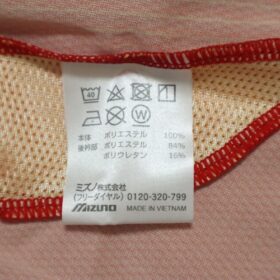 40
本体 ポリエステル 100%
後衿部 ポリエステル 84%
ポリウレタン 16%
ミズノ株式会社
(フリーダイヤル) 0120-320-799
MIZUNO MADE IN VIETNAM